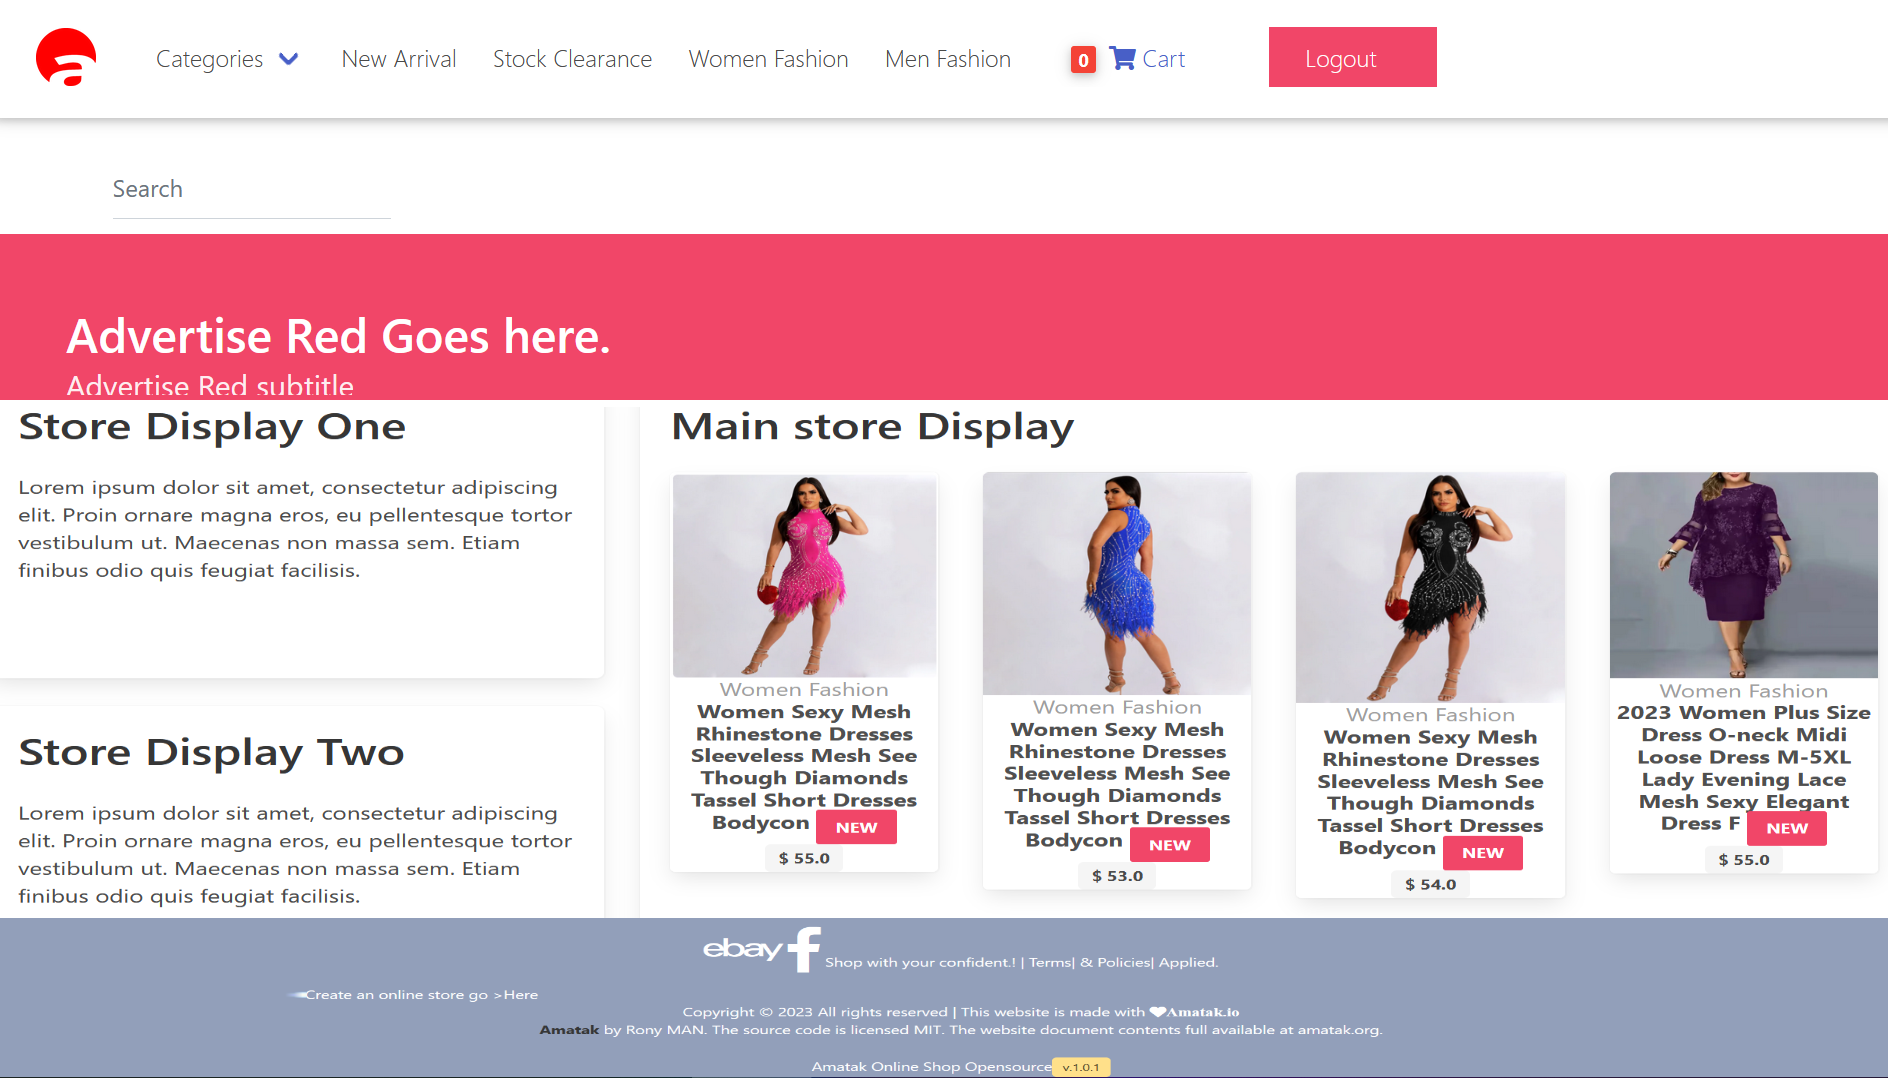 Categories New Arrival Stock Clearance Women Fashion Men Fashion 0 Cart Logout
Search
Advertise Red Goes here.
Advertise Red subtitle
Store Display One
Lorem ipsum dolor sit amet, consectetur adipiscing
elit. Proin ornare magna eros, eu pellentesque tortor
vestibulum ut. Maecenas non massa sem. Etiam
finibus odio quis feugiat facilisis.
Store Display Two
Lorem ipsum dolor sit amet, consectetur adipiscing
elit. Proin ornare magna eros, eu pellentesque tortor
vestibulum ut. Maecenas non massa sem. Etiam
finibus odio quis feugiat facilisis.
Main store Display
Women Fashion
Women Sexy Mesh
Rhinestone Dresses
Sleeveless Mesh See
Though Diamonds
Tassel Short Dresses
Bodycon NEW
$ 55.0
Women Fashion
Women Sexy Mesh
Rhinestone Dresses
Sleeveless Mesh See
Though Diamonds
Tassel Short Dresses
Bodycon NEW
$ 53.0
Women Fashion
Women Sexy Mesh
Rhinestone Dresses
Sleeveless Mesh See
Though Diamonds
Tassel Short Dresses
Bodycon NEW
$ 54.0
Women Fashion
2023 Women Plus Size
Dress O-neck Midi
Loose Dress M-5XL
Lady Evening Lace
Mesh Sexy Elegant
Dress F NEW
$ 55.0
ebay f Shop with your confident.! | Terms| & Policies| Applied.
Create an online store go >Here
Copyright © 2023 All rights reserved | This website is made with ❤Amatak.io
Amatak by Rony MAN. The source code is licensed MIT. The website document contents full available at amatak.org.
Amatak Online Shop Opensource v.1.0.1